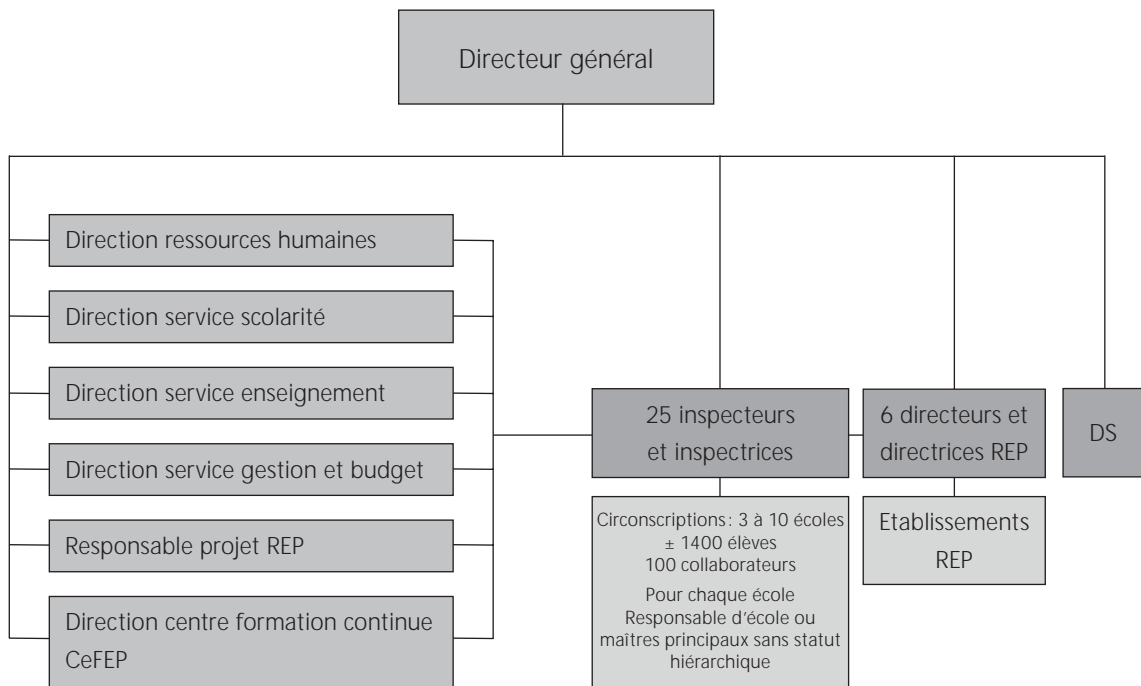 Directeur général
Direction ressources humaines
Direction service scolarité
Direction service enseignement
Direction service gestion et budget
Responsable projet REP
Direction centre formation continue
CeFEP
25 inspecteurs
et inspectrices
6 directeurs et
directrices REP
DS
Circonscriptions: 3 à 10 écoles
± 1400 élèves
100 collaborateurs
Pour chaque école
Responsable d'école ou
maîtres principaux sans statut
hiérarchique
Etablissements
REP